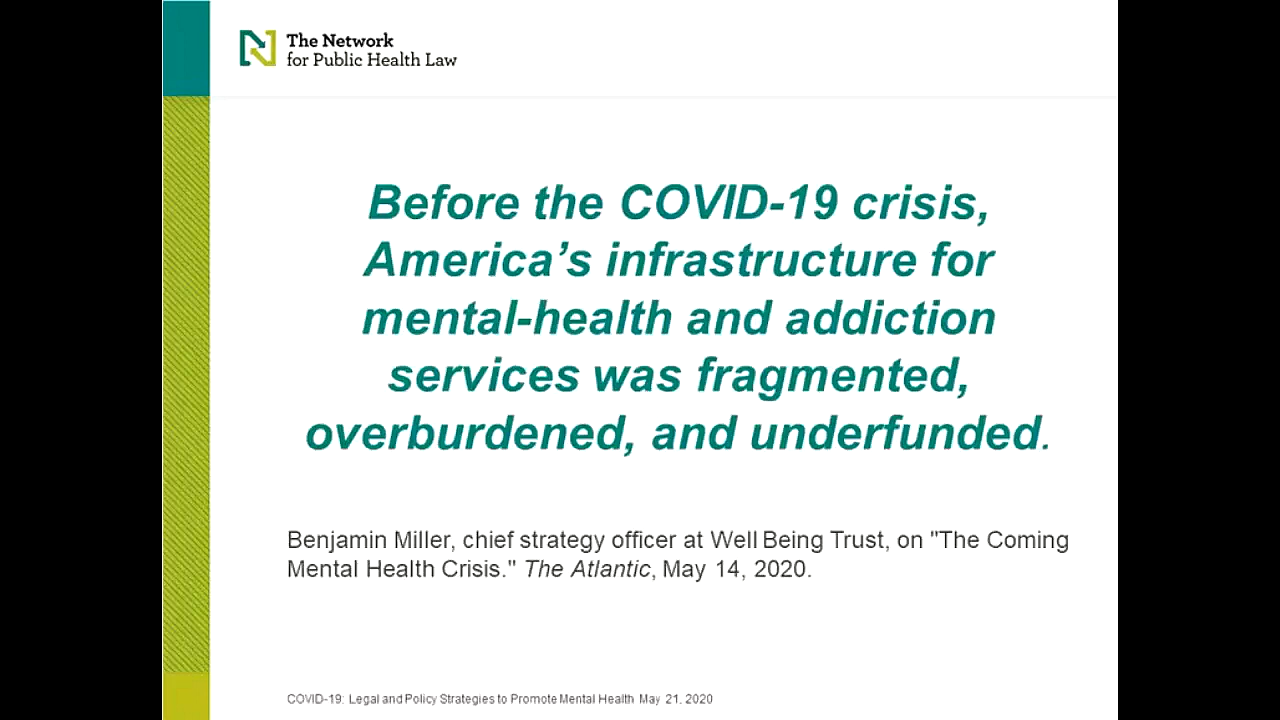 The Network
for Public Health Law
Before the COVID-19 crisis,
America’s infrastructure for
mental-health and addiction
services was fragmented,
overburdened, and underfunded.
Benjamin Miller, chief strategy officer at Well Being Trust, on "The Coming
Mental Health Crisis." The Atlantic, May 14, 2020.
COVID-19: Legal and Policy Strategies to Promote Mental Health May 21, 2020